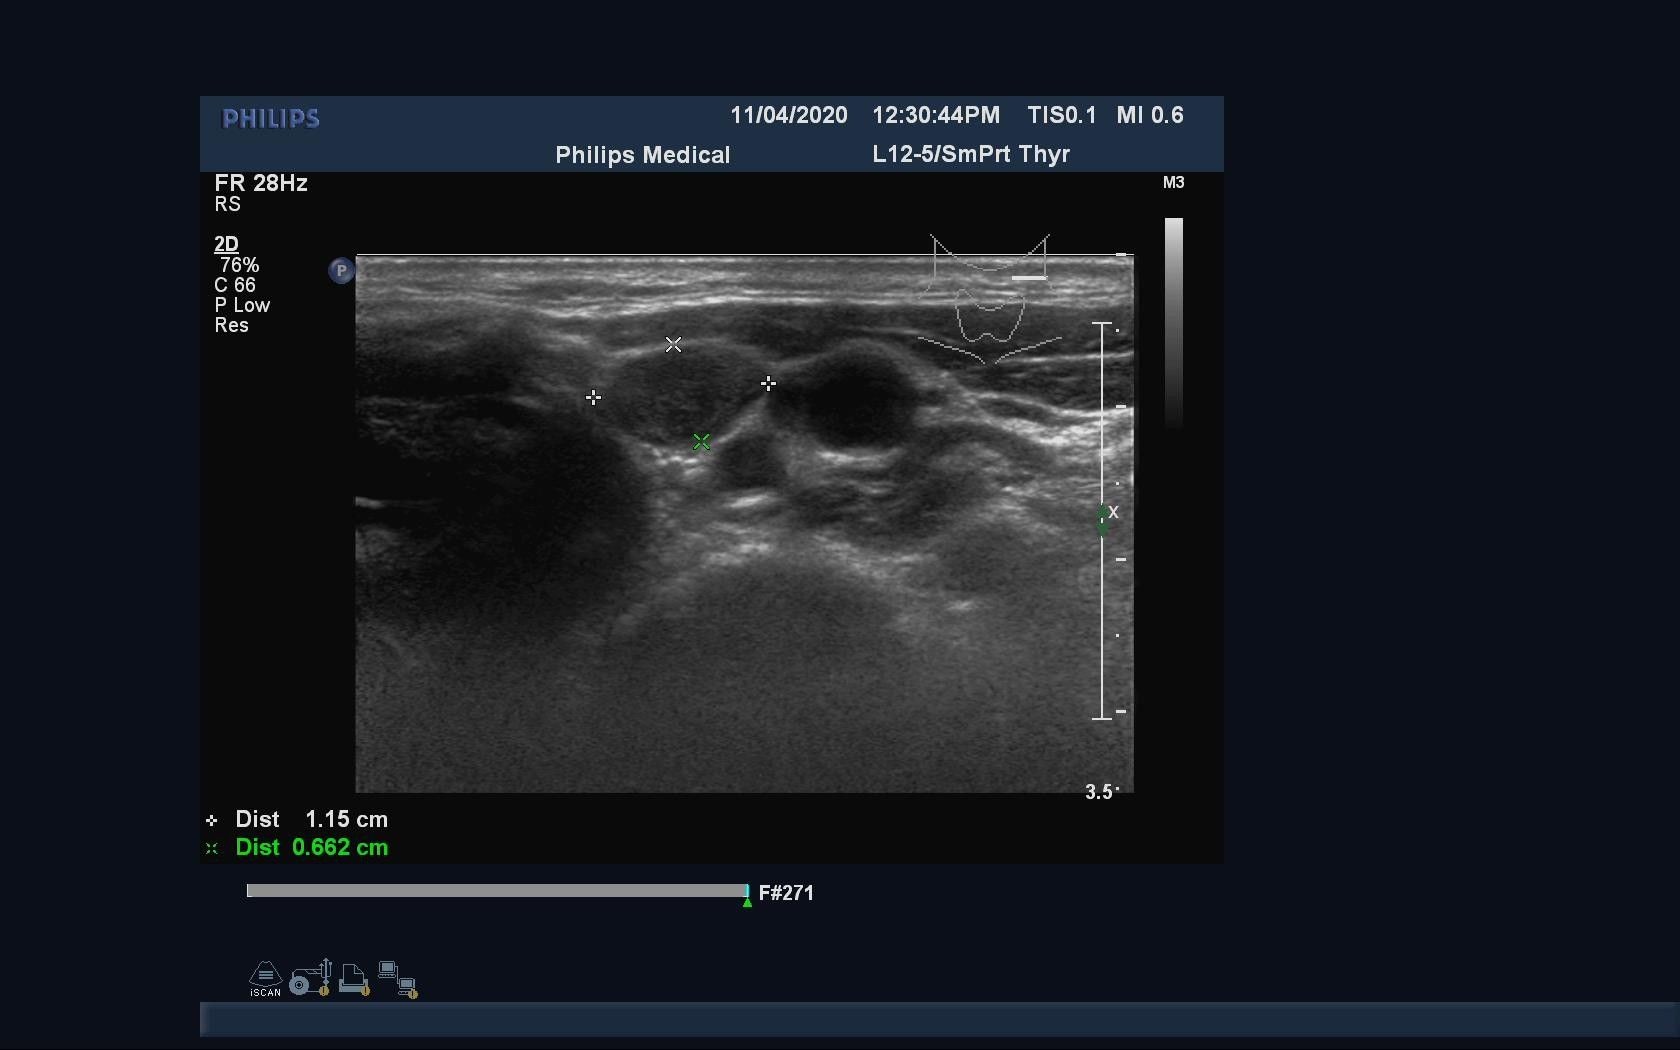 PHILIPS
11/04/2020 12:30:44PM TIS0.1 MI 0.6
Philips Medical L12-5/SmPrt Thyr
FR 28Hz
RS
M3
2D
76%
C 66
P Low
Res
P
X
3.5
Dist 1.15 cm
Dist 0.662 cm
F#271
iSCAN